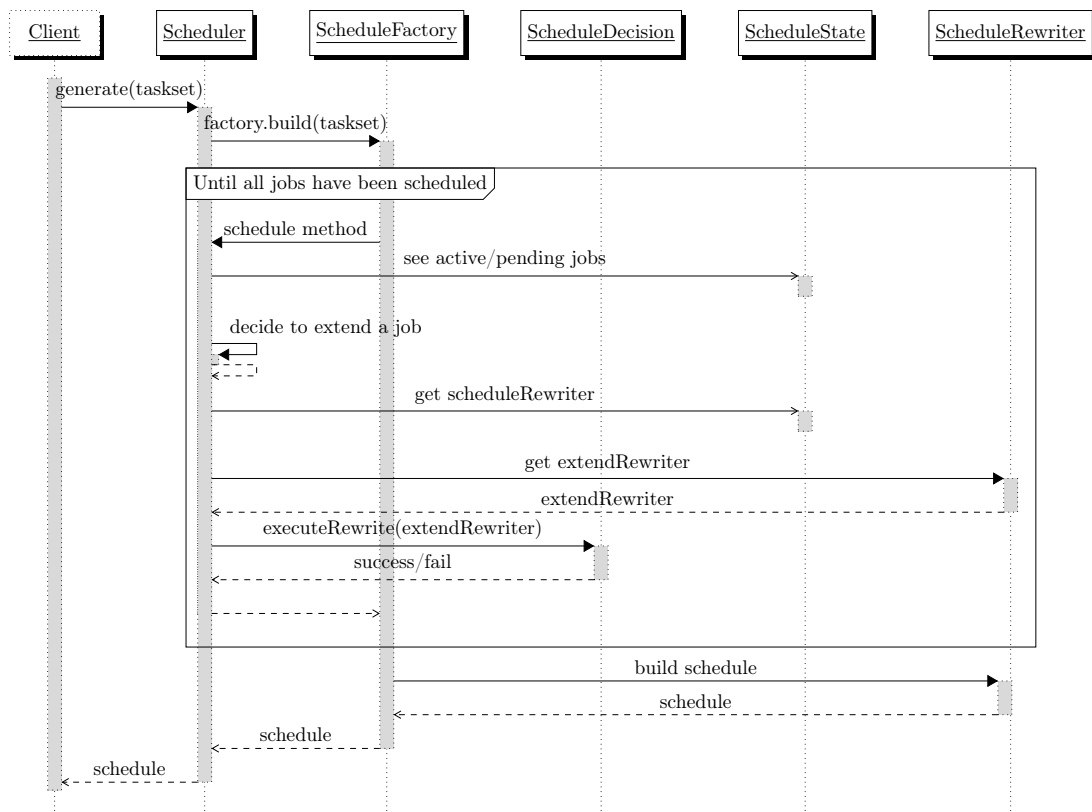 Client
Scheduler
ScheduleFactory
ScheduleDecision
ScheduleState
ScheduleRewriter
generate(taskset)
factory.build(taskset)
Until all jobs have been scheduled
schedule method
see active/pending jobs
decide to extend a job
get scheduleRewriter
get extendRewriter
extendRewriter
executeRewrite(extendRewriter)
success/fail
build schedule
schedule
schedule
schedule